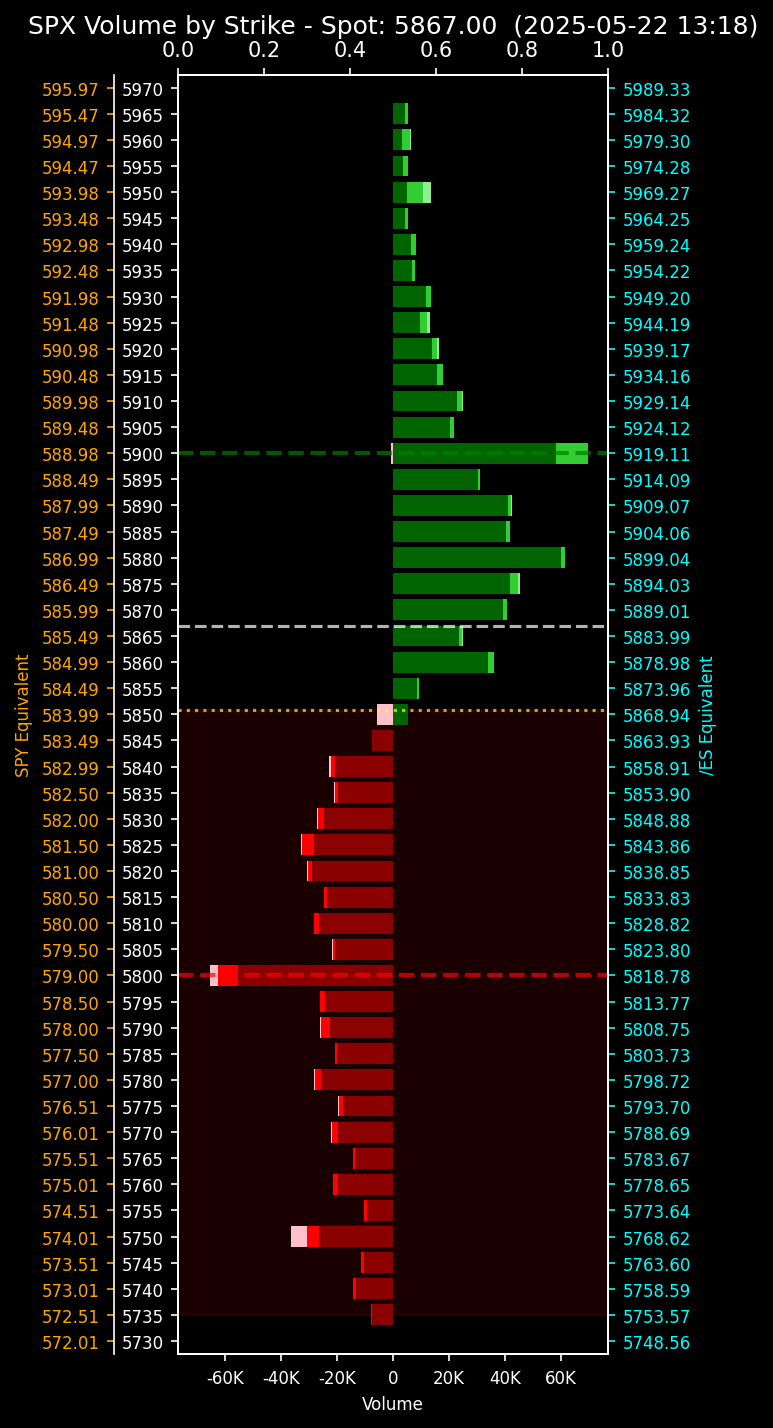 SPX Volume by Strike - Spot: 5867.00 (2025-05-22 13:18)
0.0 0.2 0.4 0.6 0.8 1.0
595.97 5970 5989.33
595.47 5965 5984.32
594.97 5960 5979.30
594.47 5955 5974.28
593.98 5950 5969.27
593.48 5945 5964.25
592.98 5940 5959.24
592.48 5935 5954.22
591.98 5930 5949.20
591.48 5925 5944.19
590.98 5920 5939.17
590.48 5915 5934.16
589.98 5910 5929.14
589.48 5905 5924.12
588.98 5900 5919.11
588.49 5895 5914.09
587.99 5890 5909.07
587.49 5885 5904.06
586.99 5880 5899.04
586.49 5875 5894.03
585.99 5870 5889.01
585.49 5865 5883.99
584.99 5860 5878.98
584.49 5855 5873.96
583.99 5850 5868.94
583.49 5845 5863.93
582.99 5840 5858.91
582.50 5835 5853.90
582.00 5830 5848.88
581.50 5825 5843.86
581.00 5820 5838.85
580.50 5815 5833.83
580.00 5810 5828.82
579.50 5805 5823.80
579.00 5800 5818.78
578.50 5795 5813.77
578.00 5790 5808.75
577.50 5785 5803.73
577.00 5780 5798.72
576.51 5775 5793.70
576.01 5770 5788.69
575.51 5765 5783.67
575.01 5760 5778.65
574.51 5755 5773.64
574.01 5750 5768.62
573.51 5745 5763.60
573.01 5740 5758.59
572.51 5735 5753.57
572.01 5730 5748.56
SPY Equivalent
/ES Equivalent
-60K -40K -20K 0 20K 40K 60K
Volume